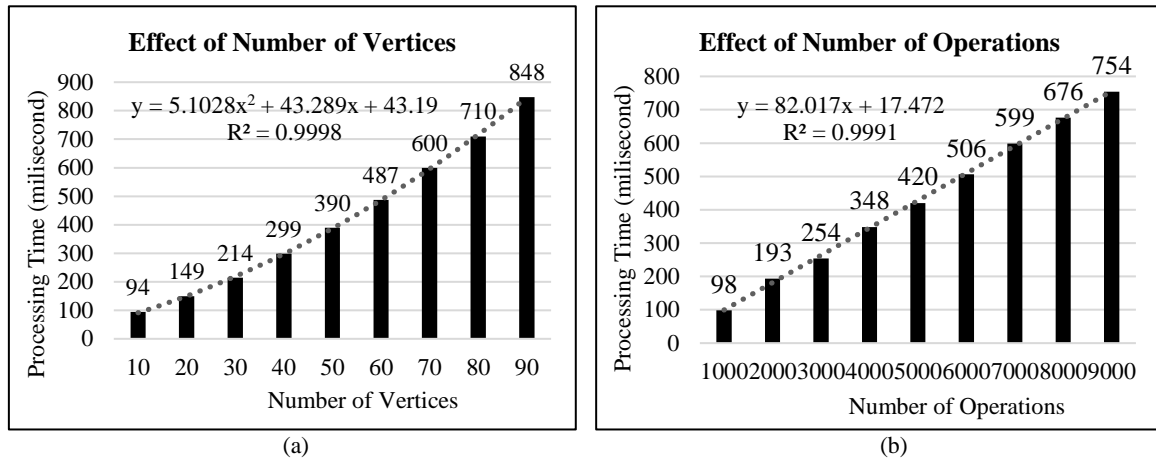 Effect of Number of Vertices
Processing Time (milisecond)
900
800
700
600
500
400
300
200
100
0
y = 5.1028x² + 43.289x + 43.19
R² = 0.9998
94
149
214
299
390
487
600
710
848
10 20 30 40 50 60 70 80 90
Number of Vertices
(a)
Effect of Number of Operations
Processing Time (milisecond)
800
700
600
500
400
300
200
100
0
y = 82.017x + 17.472
R² = 0.9991
98
193
254
348
420
506
599
676
754
1000 2000 3000 4000 5000 6000 7000 8000 9000
Number of Operations
(b)